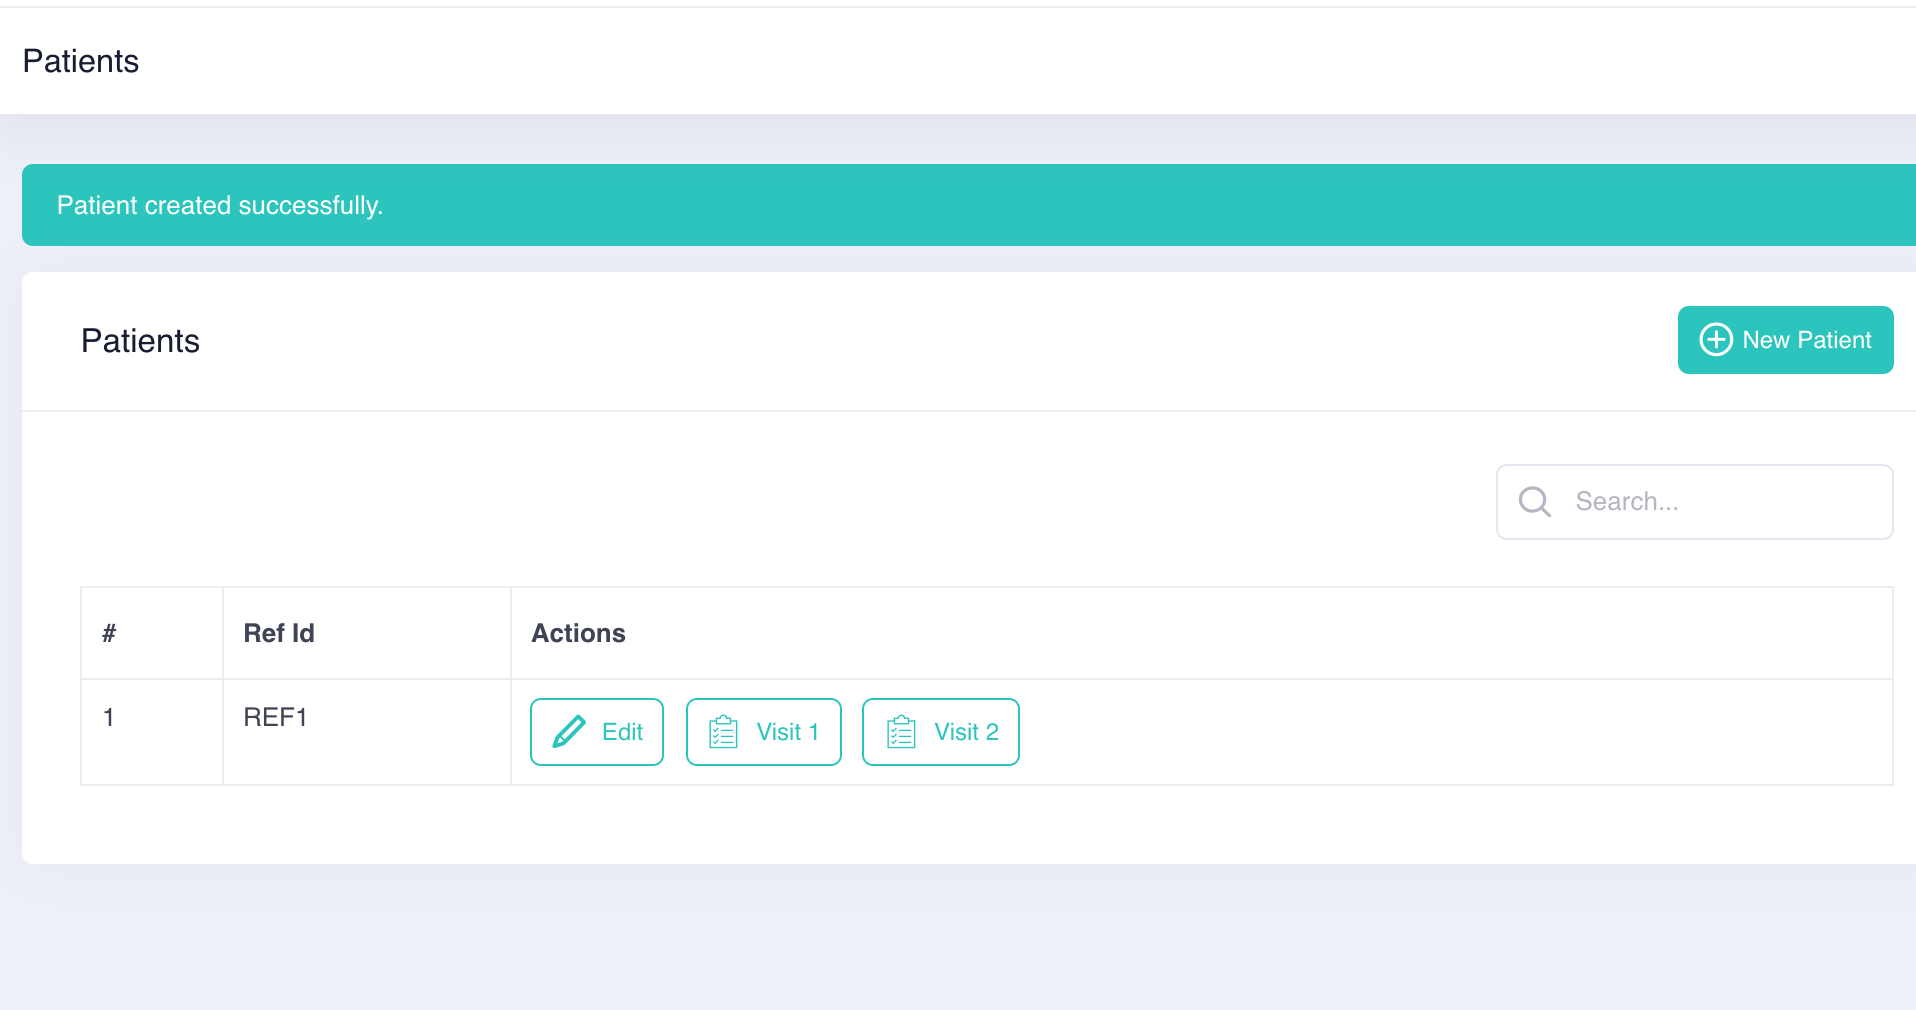 Patients
Patient created successfully.
Patients
New Patient
Search...
# Ref Id Actions
1 REF1 Edit Visit 1 Visit 2